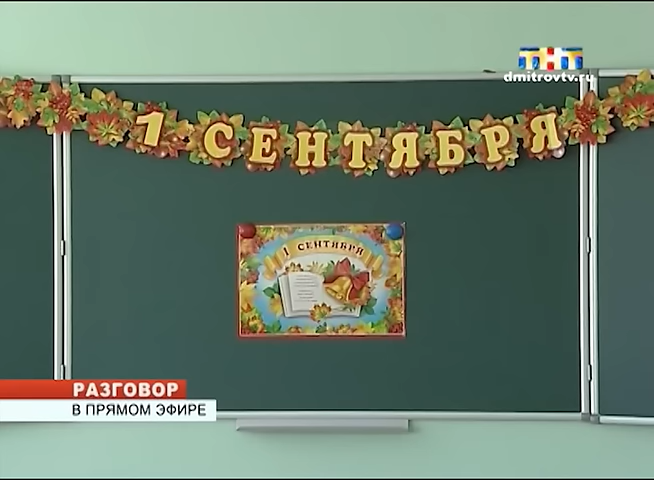 ТНТ
dmitrovtv.ru
1 СЕНТЯБРЯ
1 СЕНТЯБРЯ
РАЗГОВОР
В ПРЯМОМ ЭФИРЕ